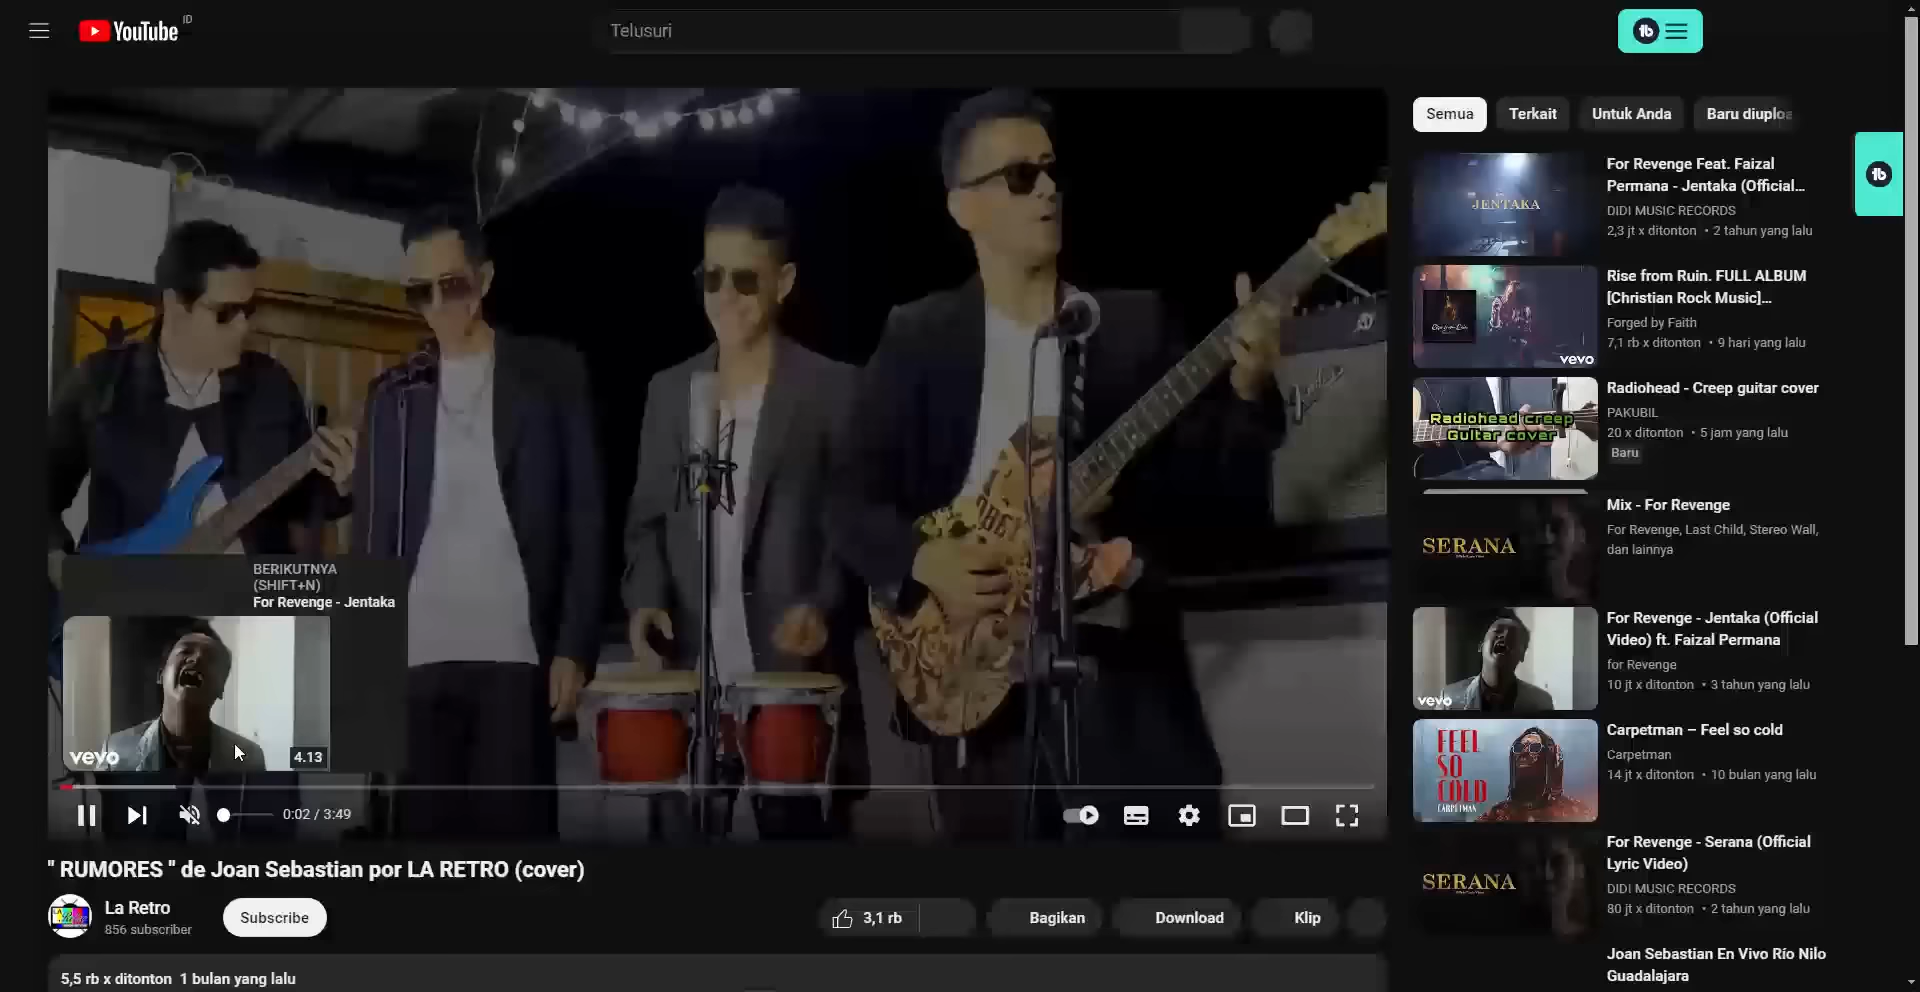 YouTube ID
Telusuri
Semua
Terkait
Untuk Anda
Baru diuploa
JENTAKA
For Revenge Feat. Faizal
Permana - Jentaka (Official...
DIDI MUSIC RECORDS
2,3 jt x ditonton • 2 tahun yang lalu
Rise from Ruin. FULL ALBUM
[Christian Rock Music]...
Forged by Faith
7,1 rb x ditonton • 9 hari yang lalu
vevo
Radiohead creep
Guitar cover
Radiohead - Creep guitar cover
PAKUBIL
20 x ditonton • 5 jam yang lalu
Baru
SERANA
Mix - For Revenge
For Revenge, Last Child, Stereo Wall,
dan lainnya
vevo
For Revenge - Jentaka (Official
Video) ft. Faizal Permana
for Revenge
10 jt x ditonton • 3 tahun yang lalu
FEEL
SO
COLD
CARPETMAN
Carpetman – Feel so cold
Carpetman
14 jt x ditonton • 10 bulan yang lalu
SERANA
For Revenge - Serana (Official
Lyric Video)
DIDI MUSIC RECORDS
80 jt x ditonton • 2 tahun yang lalu
Joan Sebastian En Vivo Río Nilo
Guadalajara
Fender
BERIKUTNYA
(SHIFT+N)
For Revenge - Jentaka
vevo
4.13
0:02 / 3:49
" RUMORES " de Joan Sebastian por LA RETRO (cover)
La Retro
856 subscriber
Subscribe
3,1 rb
Bagikan
Download
Klip
5,5 rb x ditonton 1 bulan yang lalu